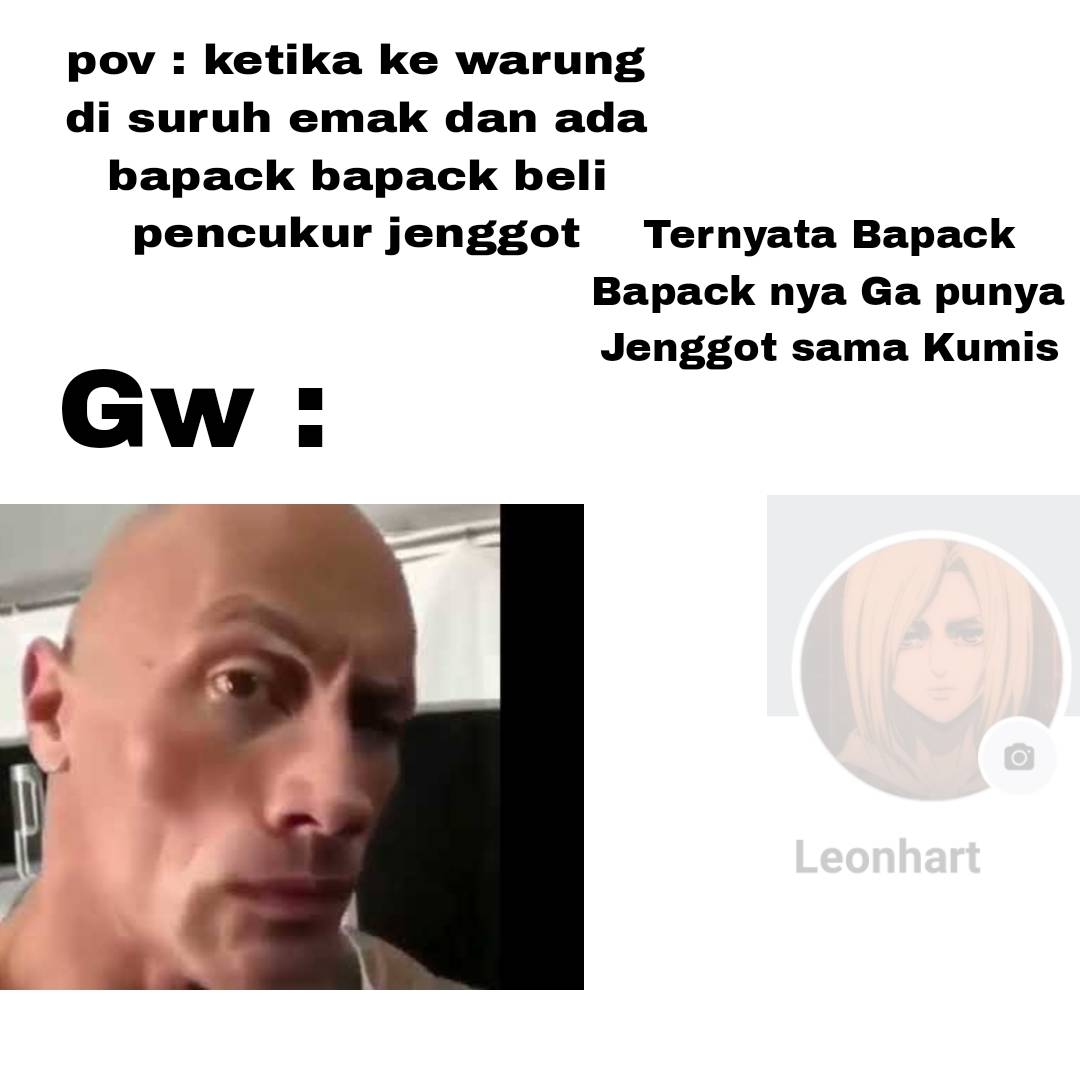 pov : ketika ke warung
di suruh emak dan ada
bapack bapack beli
pencukur jenggot
Ternyata Bapack
Bapack nya Ga punya
Jenggot sama Kumis
Gw :
Leonhart